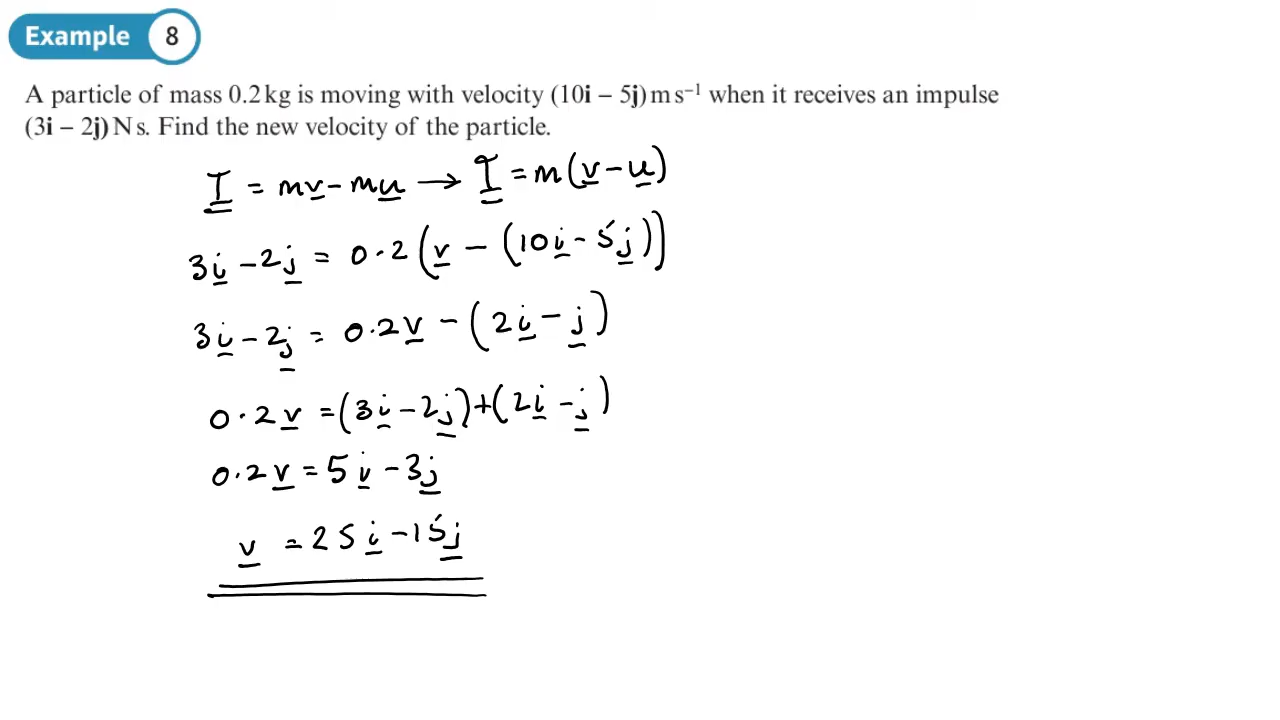 Example 8
A particle of mass 0.2 kg is moving with velocity (10i – 5j) m s⁻¹ when it receives an impulse
(3i – 2j) N s. Find the new velocity of the particle.
I = mv - mu → I = m(v - u)
3i - 2j = 0.2(v - (10i - 5j))
3i - 2j = 0.2v - (2i - j)
0.2v = (3i - 2j) + (2i - j)
0.2v = 5i - 3j
v = 25i - 15j